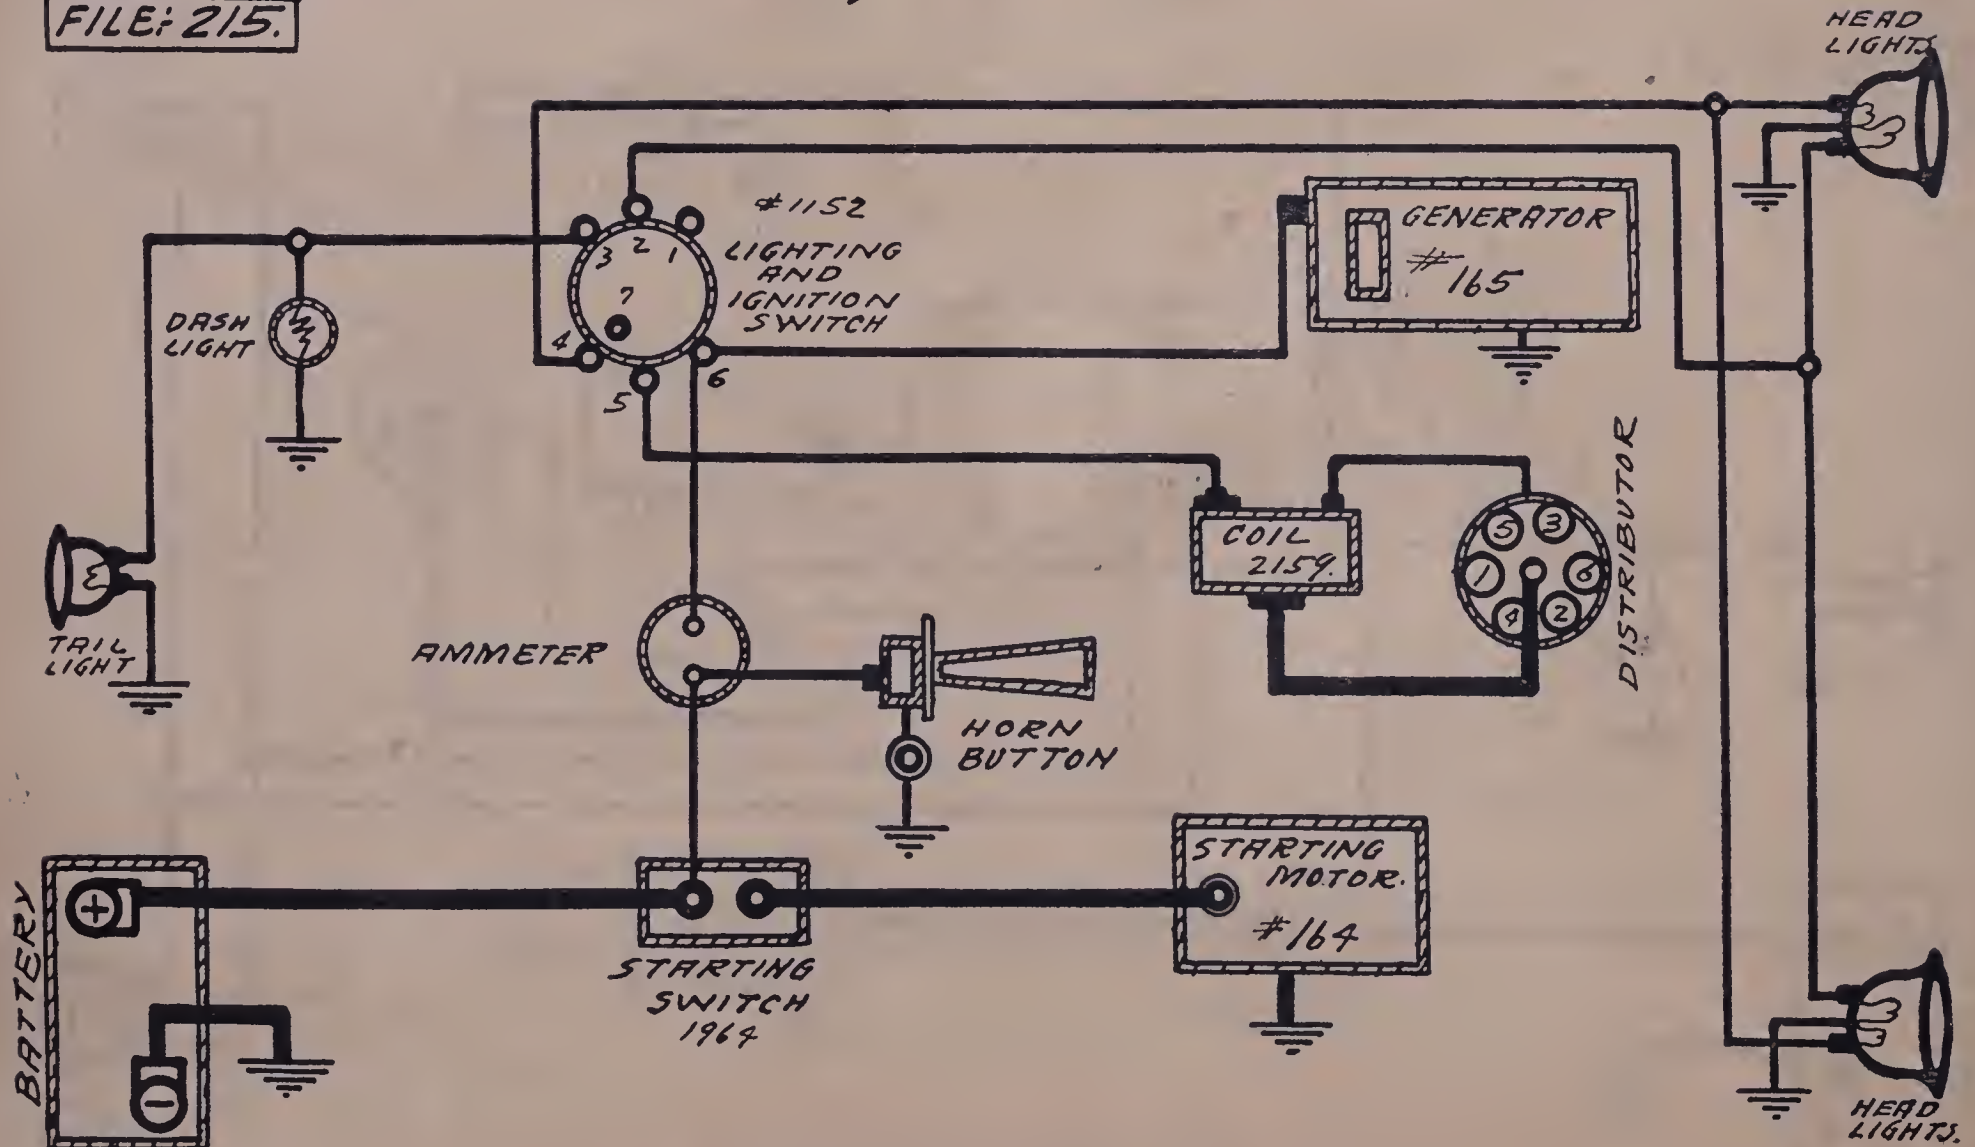 FILE: 215.
HEAD
LIGHTS.
#1152
LIGHTING
AND
IGNITION
SWITCH
1
2
3
4
5
6
7
GENERATOR
#165
DASH
LIGHT
TAIL
LIGHT
AMMETER
HORN
BUTTON
COIL
2159.
DISTRIBUTOR
5
3
1
6
4
2
BATTERY
+
-
STARTING
SWITCH
1964
STARTING
MOTOR.
#164
HEAD
LIGHTS.